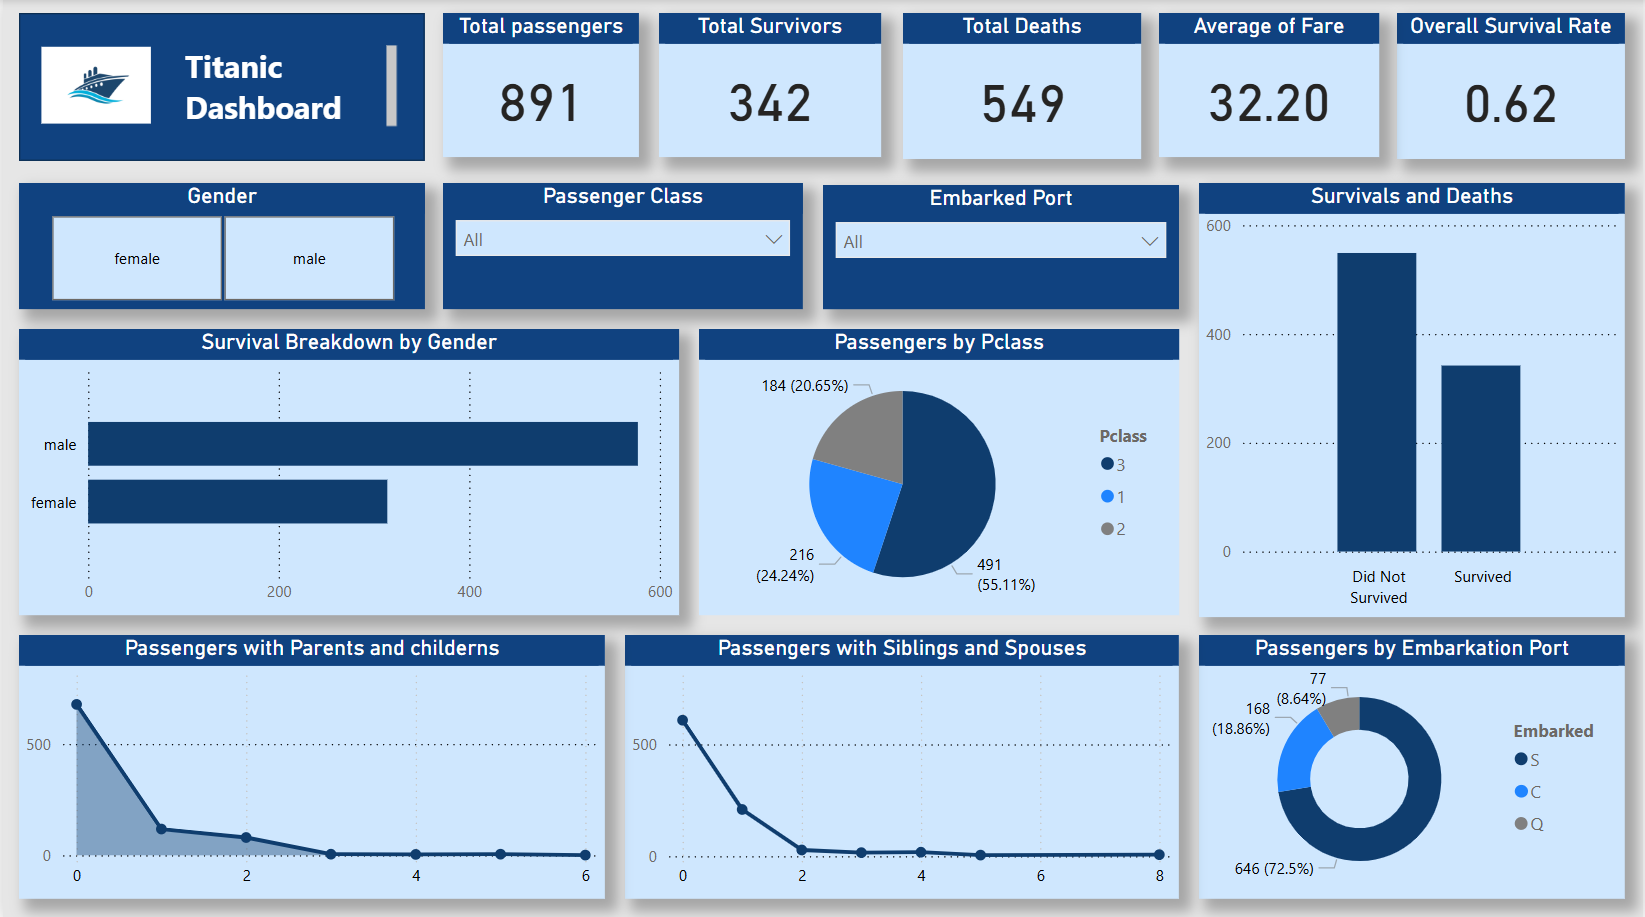 Titanic
Dashboard
Total passengers
891
Total Survivors
342
Total Deaths
549
Average of Fare
32.20
Overall Survival Rate
0.62
Gender
female
male
Passenger Class
All
Embarked Port
All
Survival Breakdown by Gender
male
female
0
200
400
600
Passengers by Pclass
184 (20.65%)
216
(24.24%)
491
(55.11%)
Pclass
3
1
2
Survivals and Deaths
600
400
200
0
Did Not
Survived
Survived
Passengers with Parents and childerns
500
0
0
2
4
6
Passengers with Siblings and Spouses
500
0
0
2
4
6
8
Passengers by Embarkation Port
77
(8.64%)
168
(18.86%)
646 (72.5%)
Embarked
S
C
Q